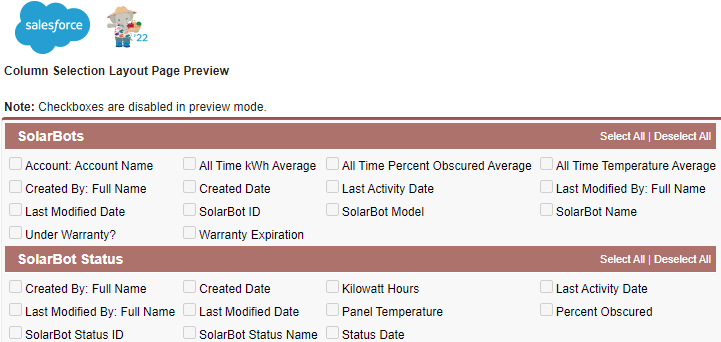 salesforce
'22
Column Selection Layout Page Preview
Note: Checkboxes are disabled in preview mode.
SolarBots Select All | Deselect All
Account: Account Name All Time kWh Average All Time Percent Obscured Average All Time Temperature Average
Created By: Full Name Created Date Last Activity Date Last Modified By: Full Name
Last Modified Date SolarBot ID SolarBot Model SolarBot Name
Under Warranty? Warranty Expiration
SolarBot Status Select All | Deselect All
Created By: Full Name Created Date Kilowatt Hours Last Activity Date
Last Modified By: Full Name Last Modified Date Panel Temperature Percent Obscured
SolarBot Status ID SolarBot Status Name Status Date